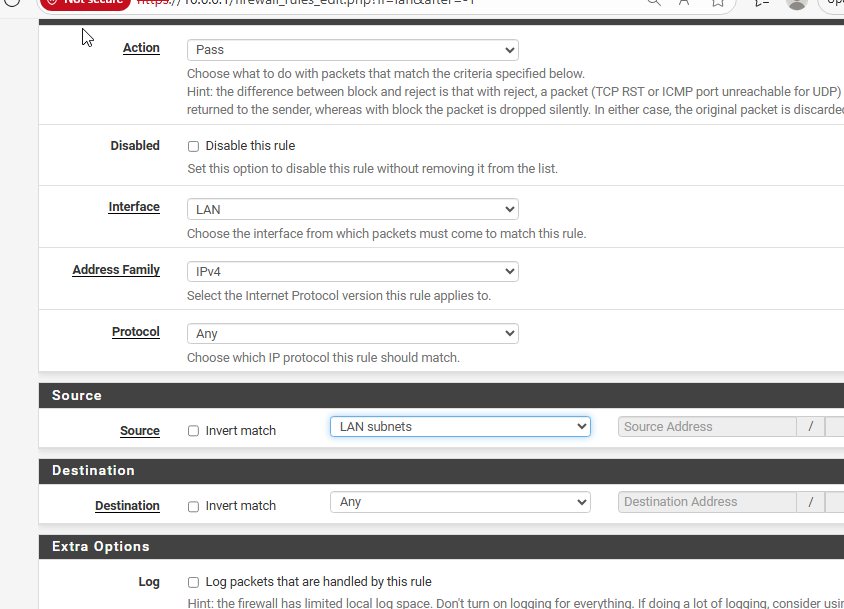 Not secure https://10.0.0.1/firewall_rules_edit.php?if=lan&after=-1
Action
Pass
Choose what to do with packets that match the criteria specified below.
Hint: the difference between block and reject is that with reject, a packet (TCP RST or ICMP port unreachable for UDP)
returned to the sender, whereas with block the packet is dropped silently. In either case, the original packet is discarde
Disabled
Disable this rule
Set this option to disable this rule without removing it from the list.
Interface
LAN
Choose the interface from which packets must come to match this rule.
Address Family
IPv4
Select the Internet Protocol version this rule applies to.
Protocol
Any
Choose which IP protocol this rule should match.
Source
Source
Invert match
LAN subnets
Source Address
/
Destination
Destination
Invert match
Any
Destination Address
/
Extra Options
Log
Log packets that are handled by this rule
Hint: the firewall has limited local log space. Don't turn on logging for everything. If doing a lot of logging, consider usin